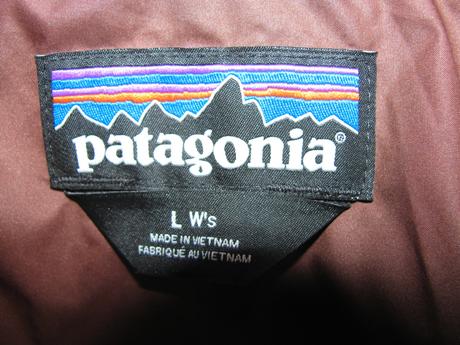 patagonia®
L W's
MADE IN VIETNAM
FABRIQUÉ AU VIETNAM